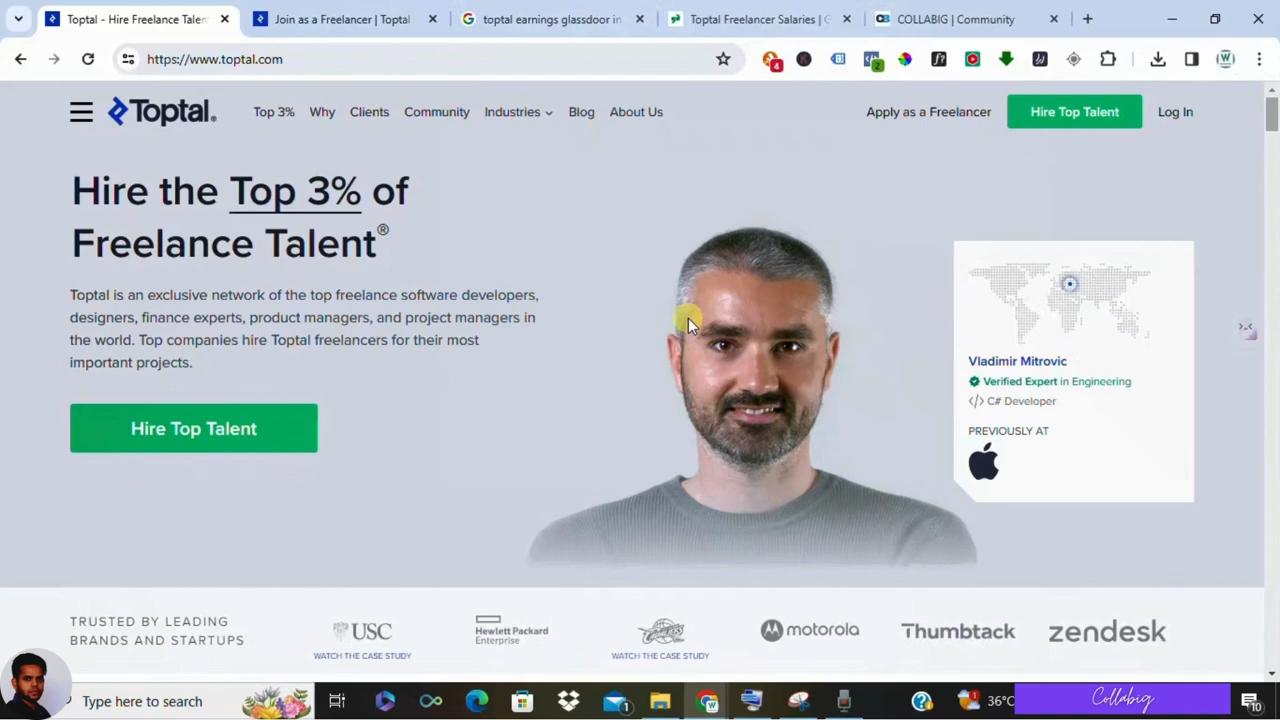 Toptal - Hire Freelance Talen
Join as a Freelancer | Toptal
toptal earnings glassdoor in
Toptal Freelancer Salaries | G
COLLABIG | Community
https://www.toptal.com
4
2
Toptal®
Top 3%
Why
Clients
Community
Industries
Blog
About Us
Apply as a Freelancer
Hire Top Talent
Log In
Hire the Top 3% of
Freelance Talent®
Toptal is an exclusive network of the top freelance software developers,
designers, finance experts, product managers, and project managers in
the world. Top companies hire Toptal freelancers for their most
important projects.
Hire Top Talent
Vladimir Mitrovic
Verified Expert in Engineering
</> C# Developer
PREVIOUSLY AT
TRUSTED BY LEADING
BRANDS AND STARTUPS
USC
WATCH THE CASE STUDY
Hewlett Packard
Enterprise
WATCH THE CASE STUDY
motorola
Thumbtack
zendesk
Type here to search
1
1
36°C
Collabig
10